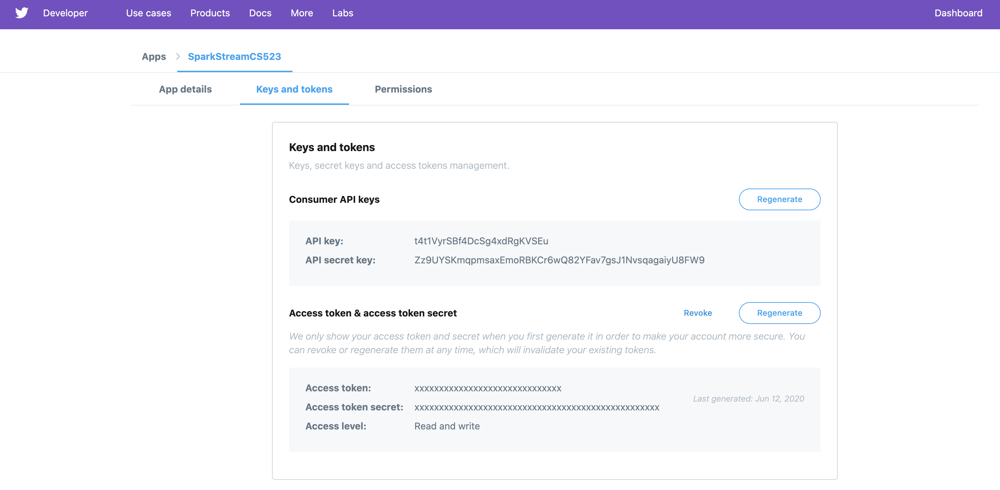 Developer Use cases Products Docs More Labs Dashboard
Apps SparkStreamCS523
App details Keys and tokens Permissions
Keys and tokens
Keys, secret keys and access tokens management.
Consumer API keys Regenerate
API key: t4t1VyrSBf4DcSg4xdRgKVSEu
API secret key: Zz9UYSKmqpmsaxEmoRBKCr6wQ82YFav7gsJ1NvsqagaiyU8FW9
Access token & access token secret Revoke Regenerate
We only show your access token and secret when you first generate it in order to make your account more secure. You
can revoke or regenerate them at any time, which will invalidate your existing tokens.
Access token: xxxxxxxxxxxxxxxxxxxxxxxxxxxxxx
Last generated: Jun 12, 2020
Access token secret: xxxxxxxxxxxxxxxxxxxxxxxxxxxxxxxxxxxxxxxxxxxxxxxxxx
Access level: Read and write